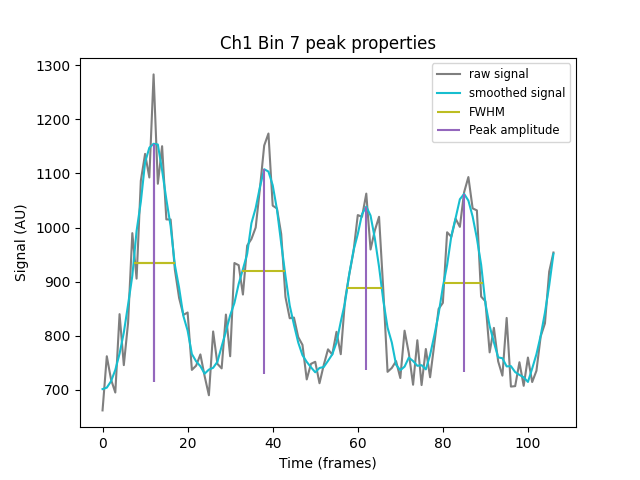 Ch1 Bin 7 peak properties
raw signal
smoothed signal
FWHM
Peak amplitude
Signal (AU)
1300
1200
1100
1000
900
800
700
0 20 40 60 80 100
Time (frames)